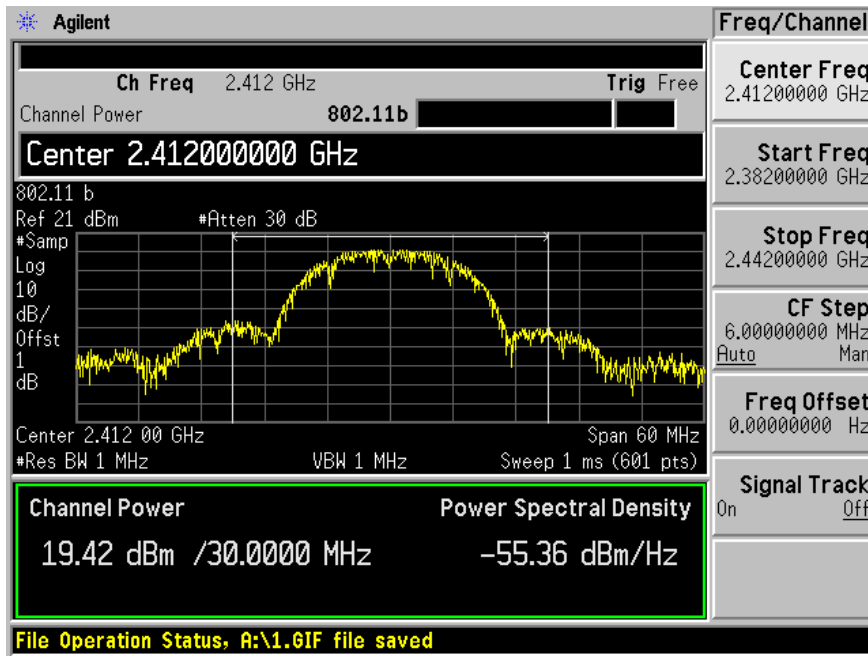 Agilent
Freq/Channel
Ch Freq 2.412 GHz Trig Free
Channel Power 802.11b
Center 2.412000000 GHz
802.11 b
Ref 21 dBm #Atten 30 dB
#Samp
Log
10
dB/
Offst
1
dB
Center 2.412 00 GHz Span 60 MHz
#Res BW 1 MHz VBW 1 MHz Sweep 1 ms (601 pts)
Channel Power Power Spectral Density
19.42 dBm /30.0000 MHz -55.36 dBm/Hz
File Operation Status, A:\1.GIF file saved
Center Freq
2.41200000 GHz
Start Freq
2.38200000 GHz
Stop Freq
2.44200000 GHz
CF Step
6.00000000 MHz
Auto Man
Freq Offset
0.00000000 Hz
Signal Track
On Off